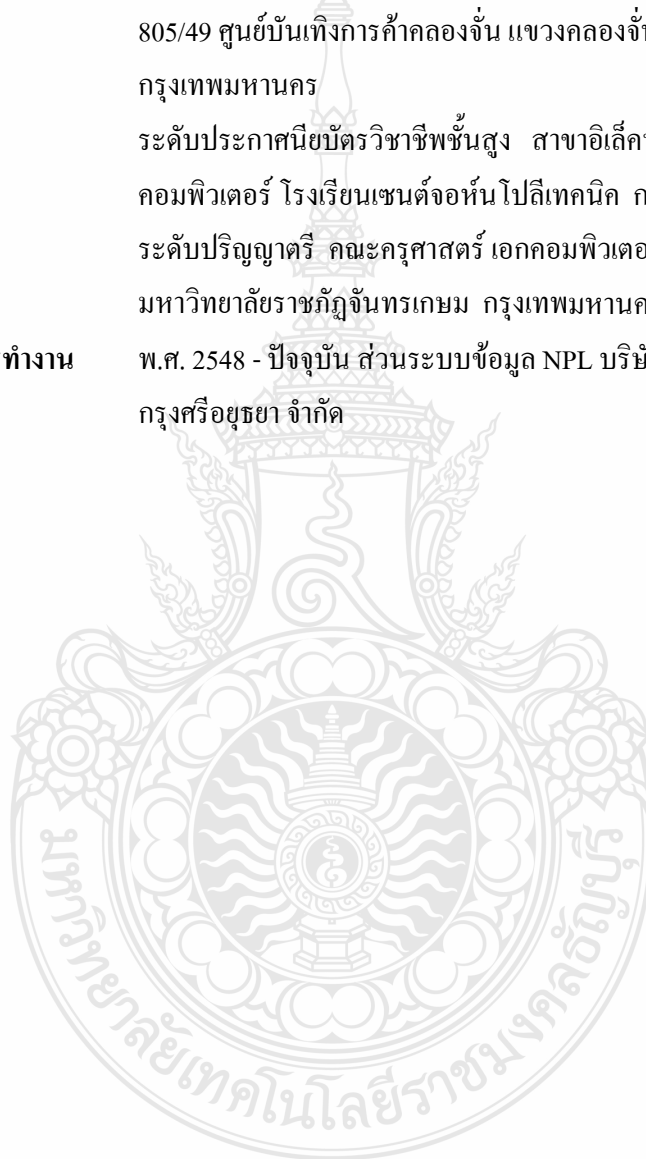 805/49 ศูนย์บันเทิงการค้าคลองจั่น แขวงคลองจั่น
กรุงเทพมหานคร
ระดับประกาศนียบัตรวิชาชีพชั้นสูง สาขาอิเล็ค
คอมพิวเตอร์ โรงเรียนเซนต์จอห์นโปลีเทคนิค
ระดับปริญญาตรี คณะครุศาสตร์ เอกคอมพิวเตอ
มหาวิทยาลัยราชภัฏจันทรเกษม กรุงเทพมหานค
ทำงาน พ.ศ. 2548 - ปัจจุบัน ส่วนระบบข้อมูล NPL บริษั
กรุงศรีอยุธยา จำกัด
มหาวิทยาลัยเทคโนโลยีราชมงคลธัญบุรี